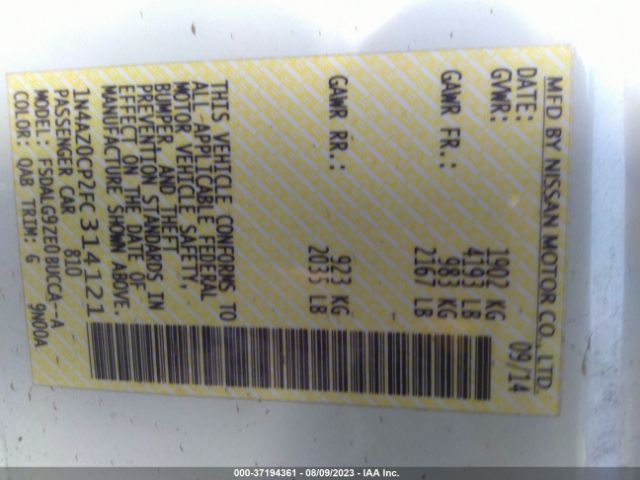 MFD BY NISSAN MOTOR CO., LTD.
DATE: 09/14
GVWR: 1902 KG
4193 LB
GAWR FR.: 983 KG
2167 LB
GAWR RR.: 923 KG
2035 LB
THIS VEHICLE CONFORMS TO
ALL APPLICABLE FEDERAL
MOTOR VEHICLE SAFETY,
BUMPER AND THEFT
PREVENTION STANDARDS IN
EFFECT ON THE DATE OF
MANUFACTURE SHOWN ABOVE.
1N4AZ0CP2FC314121
PASSENGER CAR 810
MODEL: FSDALG9ZE0BUCCA--A
COLOR: QAB TRIM: G 9N00A
000-37194361 - 08/09/2023 - IAA Inc.